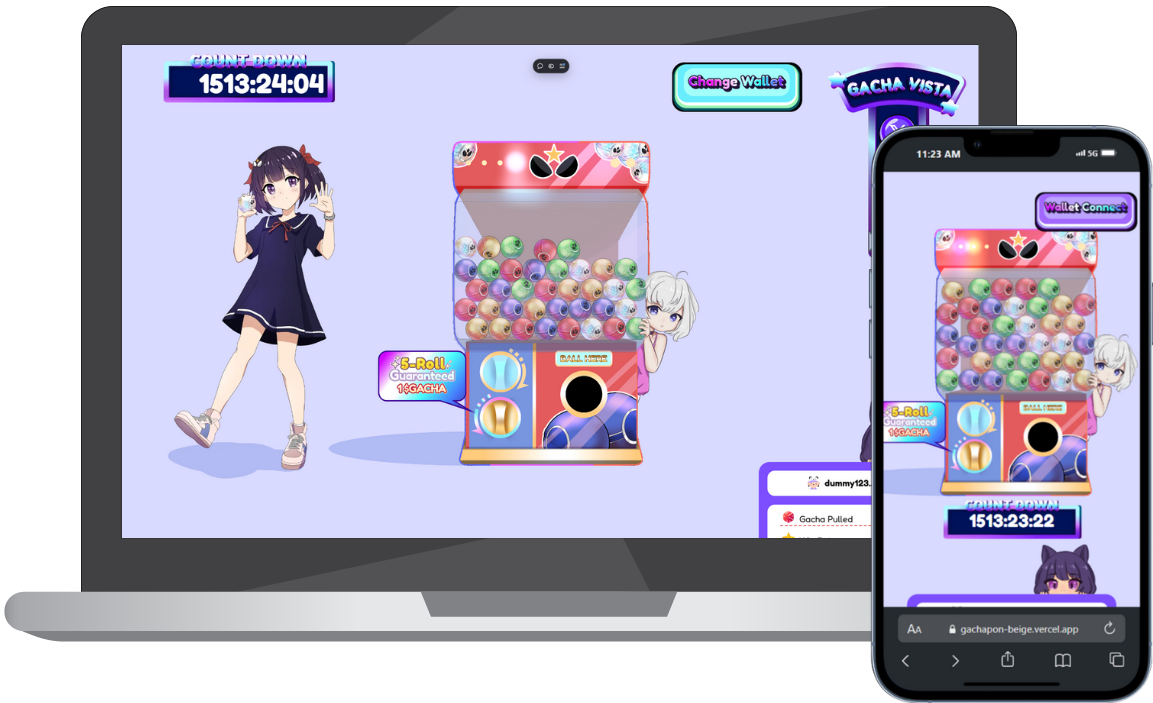 COUNT DOWN
1513:24:04
Change Wallet
GACHA VISTA
5-Roll
Guaranteed
1$GACHA
BALL HERE
dummy123.
Gacha Pulled
11:23 AM
5G
Wallet Connect
5-Roll
Guaranteed
1$GACHA
BALL HERE
COUNT DOWN
1513:23:22
AA
gachapon-beige.vercel.app